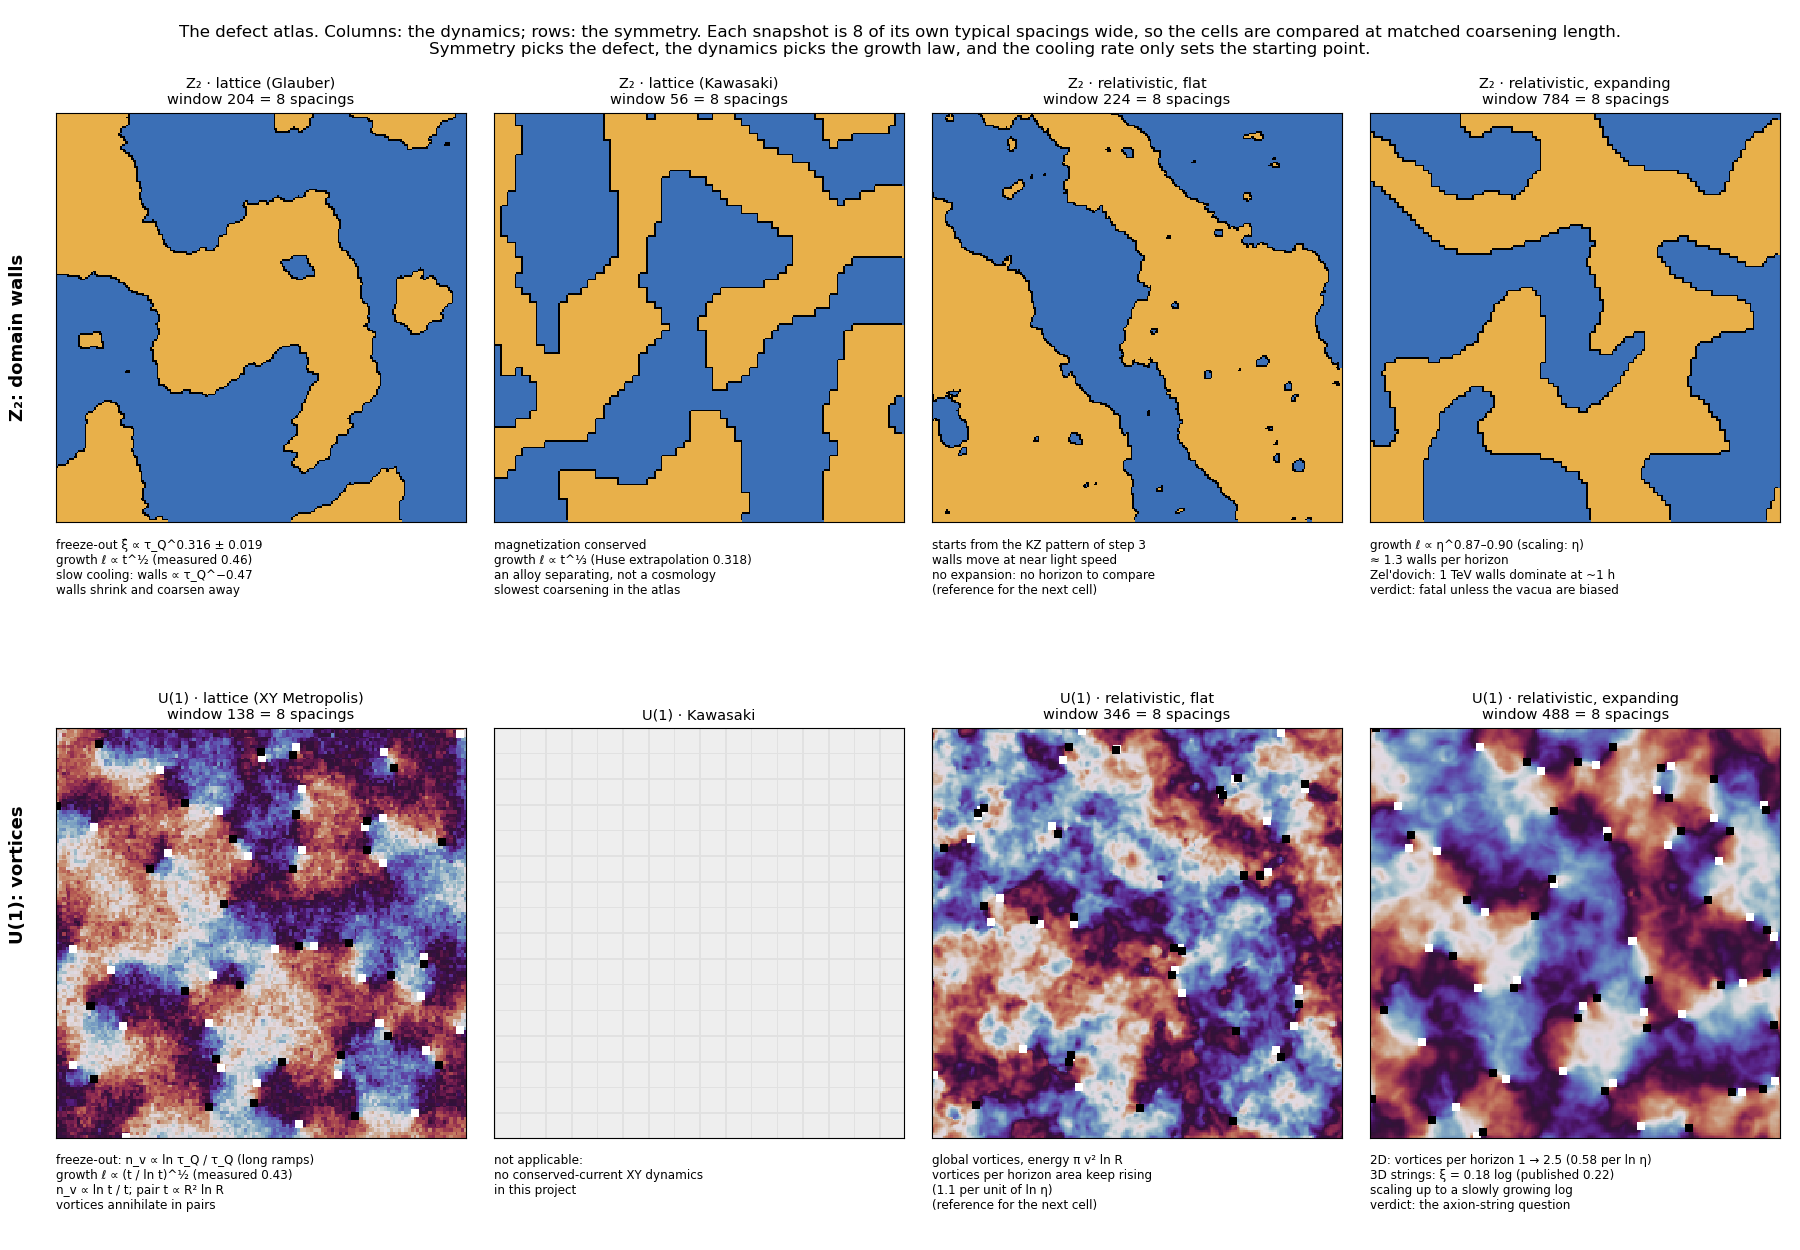 The defect atlas. Columns: the dynamics; rows: the symmetry. Each snapshot is 8 of its own typical spacings wide, so the cells are compared at matched coarsening length.
Symmetry picks the defect, the dynamics picks the growth law, and the cooling rate only sets the starting point.
Z₂: domain walls
Z₂ · lattice (Glauber)
window 204 = 8 spacings
freeze-out ξ̂ ∝ τ_Q^0.316 ± 0.019
growth ℓ ∝ t^½ (measured 0.46)
slow cooling: walls ∝ τ_Q^−0.47
walls shrink and coarsen away
Z₂ · lattice (Kawasaki)
window 56 = 8 spacings
magnetization conserved
growth ℓ ∝ t^⅓ (Huse extrapolation 0.318)
an alloy separating, not a cosmology
slowest coarsening in the atlas
Z₂ · relativistic, flat
window 224 = 8 spacings
starts from the KZ pattern of step 3
walls move at near light speed
no expansion: no horizon to compare
(reference for the next cell)
Z₂ · relativistic, expanding
window 784 = 8 spacings
growth ℓ ∝ η^0.87–0.90 (scaling: η)
≈ 1.3 walls per horizon
Zel'dovich: 1 TeV walls dominate at ~1 h
verdict: fatal unless the vacua are biased
U(1): vortices
U(1) · lattice (XY Metropolis)
window 138 = 8 spacings
freeze-out: n_v ∝ ln τ_Q / τ_Q (long ramps)
growth ℓ ∝ (t / ln t)^½ (measured 0.43)
n_v ∝ ln t / t; pair t ∝ R² ln R
vortices annihilate in pairs
U(1) · Kawasaki
not applicable:
no conserved-current XY dynamics
in this project
U(1) · relativistic, flat
window 346 = 8 spacings
global vortices, energy π v² ln R
vortices per horizon area keep rising
(1.1 per unit of ln η)
(reference for the next cell)
U(1) · relativistic, expanding
window 488 = 8 spacings
2D: vortices per horizon 1 → 2.5 (0.58 per ln η)
3D strings: ξ = 0.18 log (published 0.22)
scaling up to a slowly growing log
verdict: the axion-string question